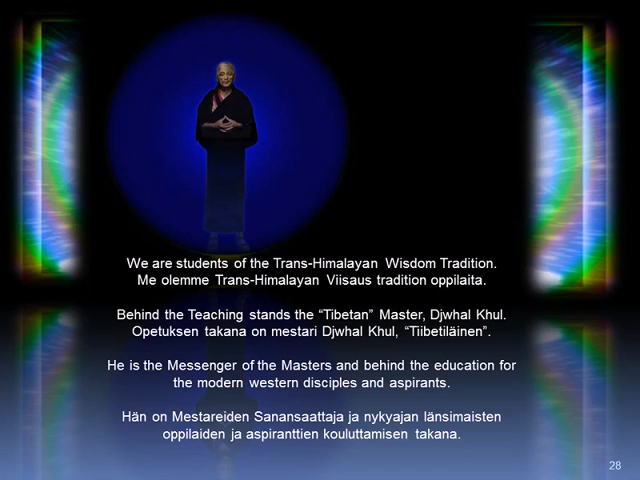 We are students of the Trans-Himalayan Wisdom Tradition.
Me olemme Trans-Himalayan Viisaus tradition oppilaita.
Behind the Teaching stands the “Tibetan” Master, Djwhal Khul.
Opetuksen takana on mestari Djwhal Khul, “Tiibetiläinen”.
He is the Messenger of the Masters and behind the education for
the modern western disciples and aspirants.
Hän on Mestareiden Sanansaattaja ja nykyajan länsimaisten
oppilaiden ja aspiranttien kouluttamisen takana.
28